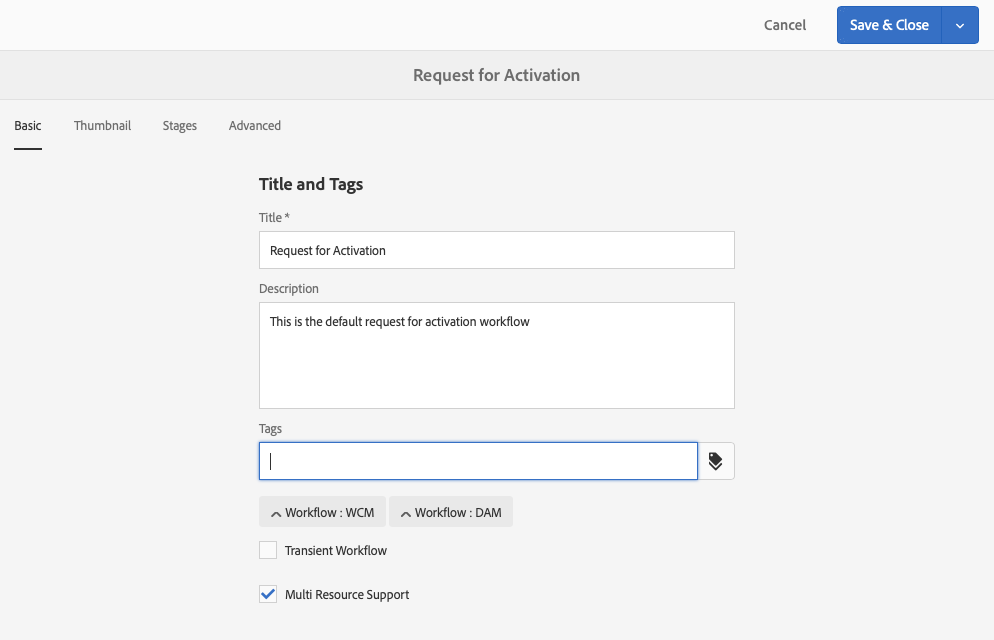 Cancel Save & Close
Request for Activation
Basic Thumbnail Stages Advanced
Title and Tags
Title *
Request for Activation
Description
This is the default request for activation workflow
Tags
Workflow : WCM Workflow : DAM
Transient Workflow
Multi Resource Support